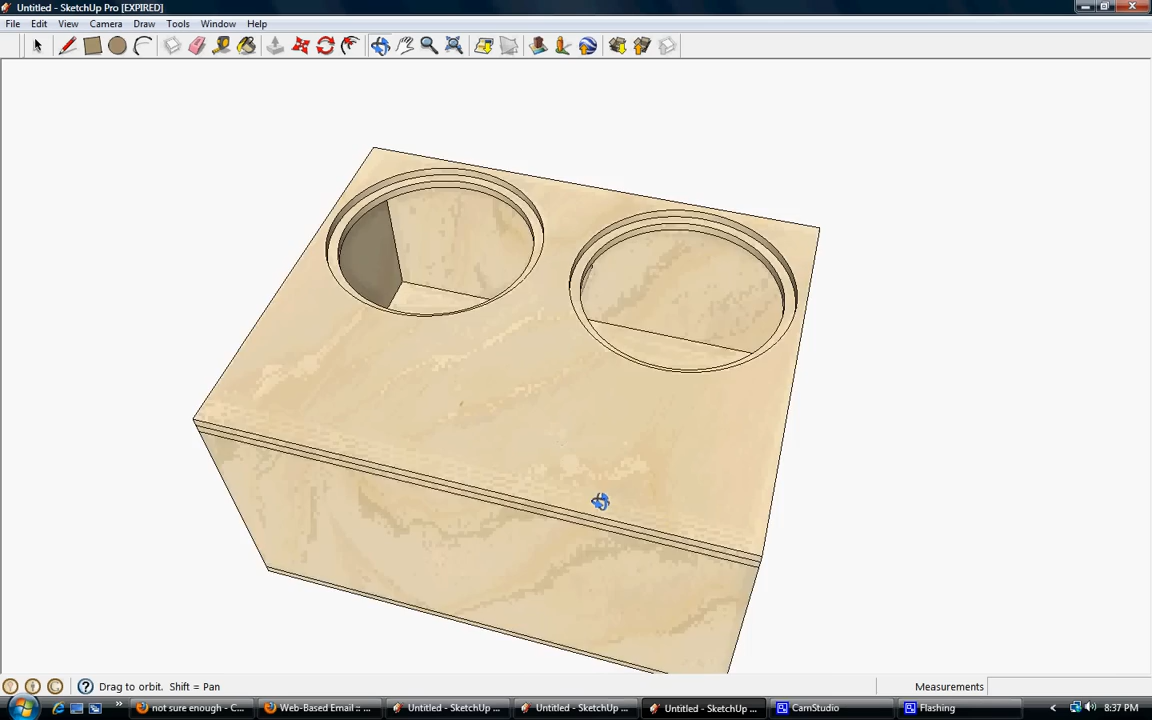 Untitled - SketchUp Pro [EXPIRED]
File Edit View Camera Draw Tools Window Help
Drag to orbit. Shift = Pan
Measurements
not sure enough - C...
Web-Based Email :: ...
Untitled - SketchUp ...
Untitled - SketchUp ...
Untitled - SketchUp ...
CamStudio
Flashing
8:37 PM